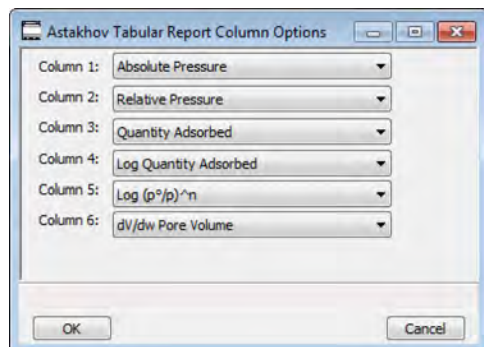 Astakhov Tabular Report Column Options
Column 1: Absolute Pressure
Column 2: Relative Pressure
Column 3: Quantity Adsorbed
Column 4: Log Quantity Adsorbed
Column 5: Log (p°/p)^n
Column 6: dV/dw Pore Volume
OK Cancel